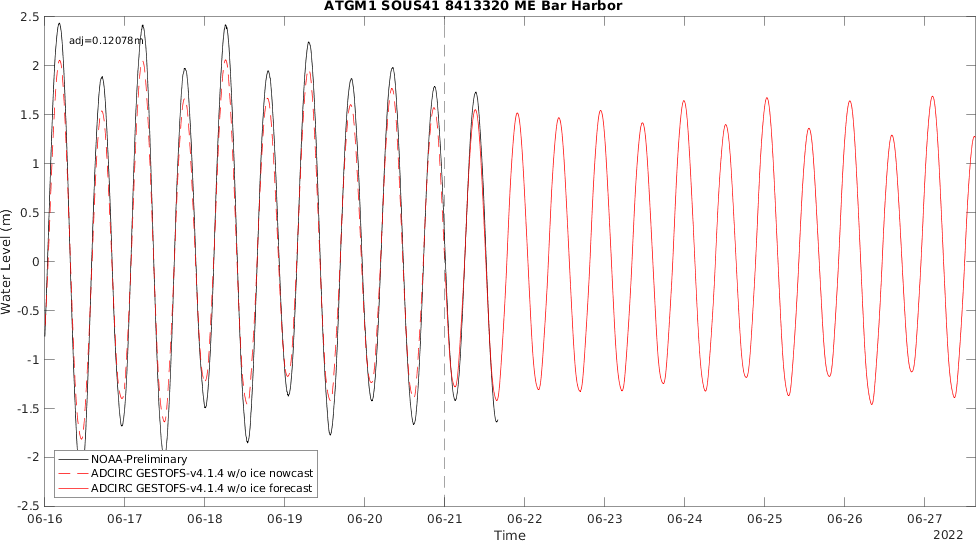 ATGM1 SOUS41 8413320 ME Bar Harbor
adj=0.12078m
Water Level (m)
2.5
2
1.5
1
0.5
0
-0.5
-1
-1.5
-2
-2.5
NOAA-Preliminary
ADCIRC GESTOFS-v4.1.4 w/o ice nowcast
ADCIRC GESTOFS-v4.1.4 w/o ice forecast
06-16 06-17 06-18 06-19 06-20 06-21 06-22 06-23 06-24 06-25 06-26 06-27
Time
2022